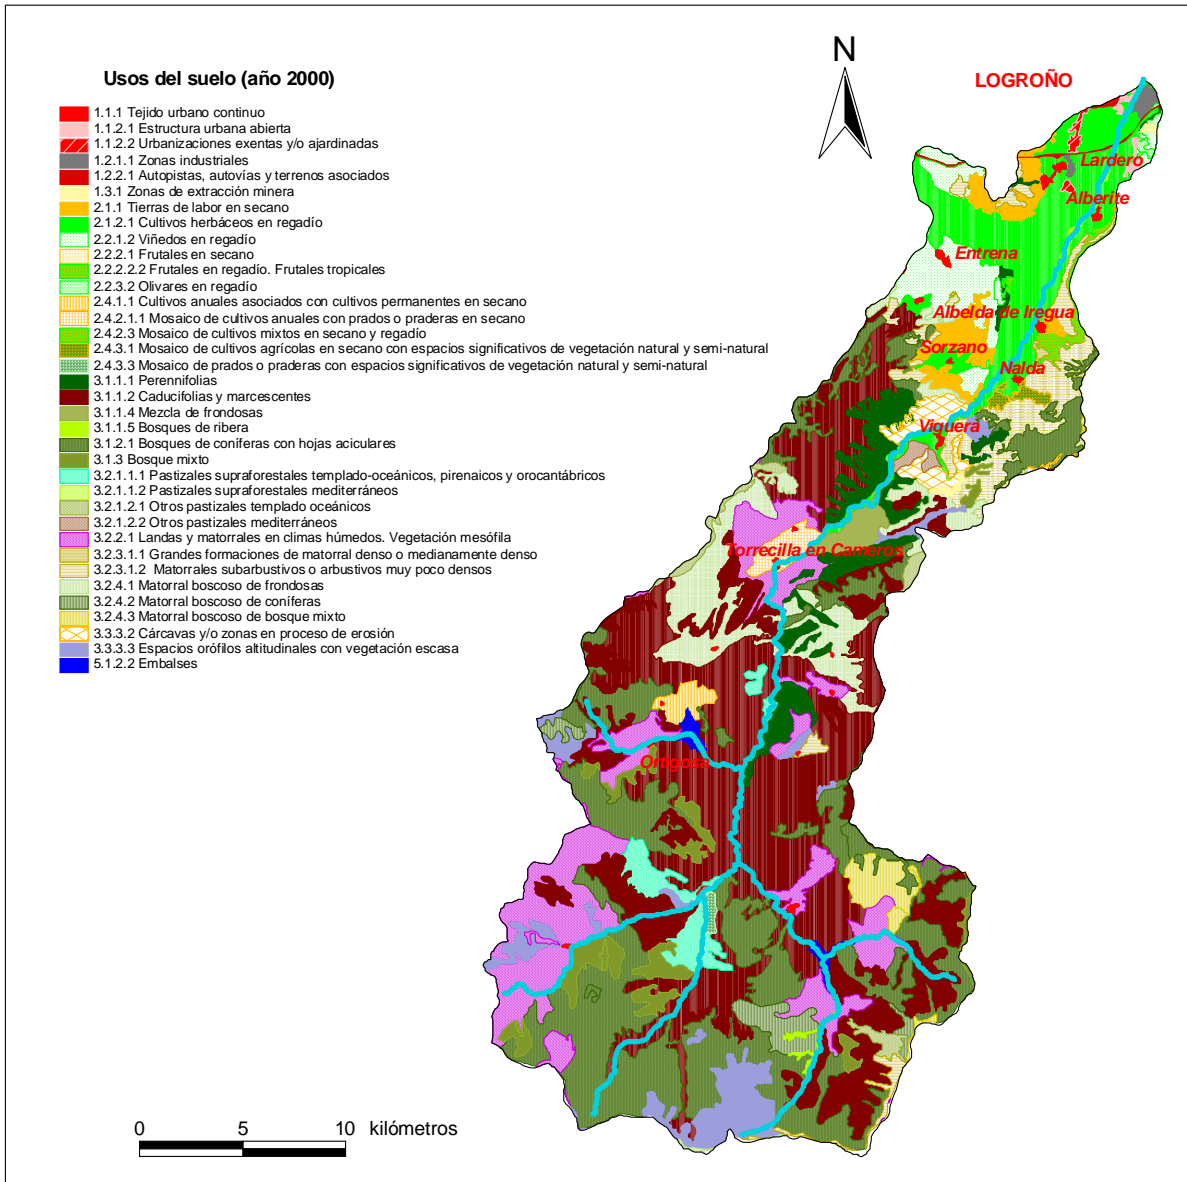 N
Usos del suelo (año 2000)
LOGROÑO
1.1.1 Tejido urbano continuo
1.1.2.1 Estructura urbana abierta
1.1.2.2 Urbanizaciones exentas y/o ajardinadas
1.2.1.1 Zonas industriales
1.2.2.1 Autopistas, autovías y terrenos asociados
1.3.1 Zonas de extracción minera
2.1.1 Tierras de labor en secano
2.1.2.1 Cultivos herbáceos en regadío
2.2.1.2 Viñedos en regadío
2.2.2.1 Frutales en secano
2.2.2.2.2 Frutales en regadío. Frutales tropicales
2.2.3.2 Olivares en regadío
2.4.1.1 Cultivos anuales asociados con cultivos permanentes en secano
2.4.2.1.1 Mosaico de cultivos anuales con prados o praderas en secano
2.4.2.3 Mosaico de cultivos mixtos en secano y regadío
2.4.3.1 Mosaico de cultivos agrícolas en secano con espacios significativos de vegetación natural y semi-natural
2.4.3.3 Mosaico de prados o praderas con espacios significativos de vegetación natural y semi-natural
3.1.1.1 Perennifolias
3.1.1.2 Caducifolias y marcescentes
3.1.1.4 Mezcla de frondosas
3.1.1.5 Bosques de ribera
3.1.2.1 Bosques de coníferas con hojas aciculares
3.1.3 Bosque mixto
3.2.1.1.1 Pastizales supraforestales templado-oceánicos, pirenaicos y orocantábricos
3.2.1.1.2 Pastizales supraforestales mediterráneos
3.2.1.2.1 Otros pastizales templado oceánicos
3.2.1.2.2 Otros pastizales mediterráneos
3.2.2.1 Landas y matorrales en climas húmedos. Vegetación mesófila
3.2.3.1.1 Grandes formaciones de matorral denso o medianamente denso
3.2.3.1.2 Matorrales subarbustivos o arbustivos muy poco densos
3.2.4.1 Matorral boscoso de frondosas
3.2.4.2 Matorral boscoso de coníferas
3.2.4.3 Matorral boscoso de bosque mixto
3.3.3.2 Cárcavas y/o zonas en proceso de erosión
3.3.3.3 Espacios orófilos altitudinales con vegetación escasa
5.1.2.2 Embalses
Lardero
Alberite
Entrena
Albelda de Iregua
Sorzano
Nalda
Viguera
Torrecilla en Cameros
Ortigosa
0 5 10 kilómetros